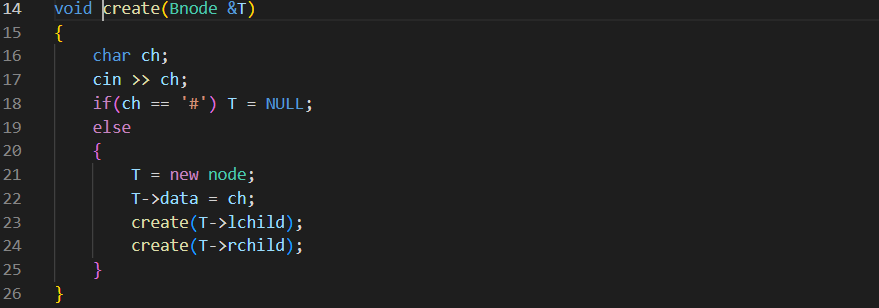 14 void create(Bnode &T)
15 {
16     char ch;
17     cin >> ch;
18     if(ch == '#') T = NULL;
19     else
20     {
21         T = new node;
22         T->data = ch;
23         create(T->lchild);
24         create(T->rchild);
25     }
26 }